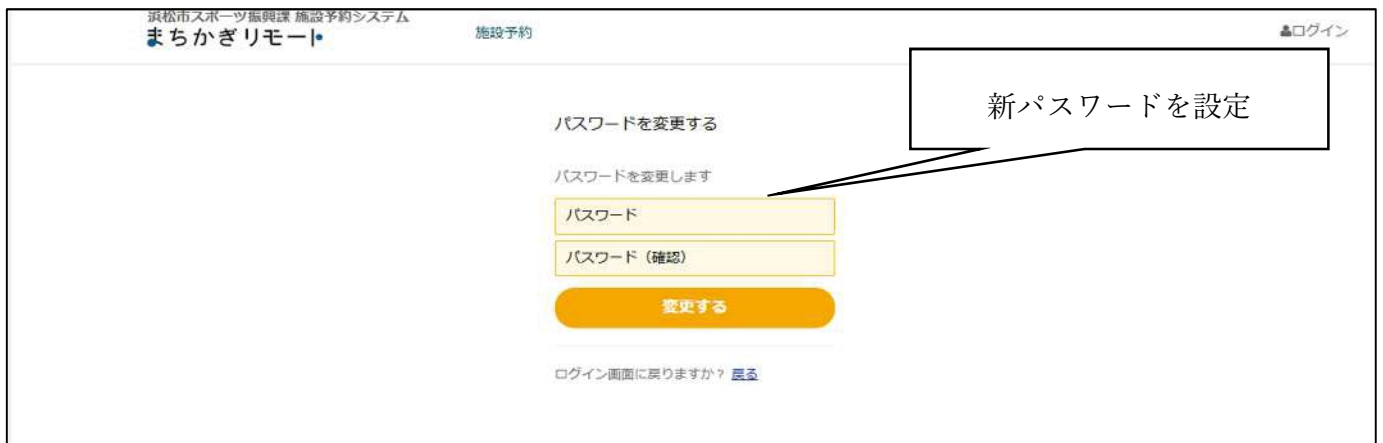 浜松市スポーツ振興課 施設予約システム
まちかぎリモート
施設予約
ログイン
新パスワードを設定
パスワードを変更する
パスワードを変更します
パスワード
パスワード（確認）
変更する
ログイン画面に戻りますか？ 戻る